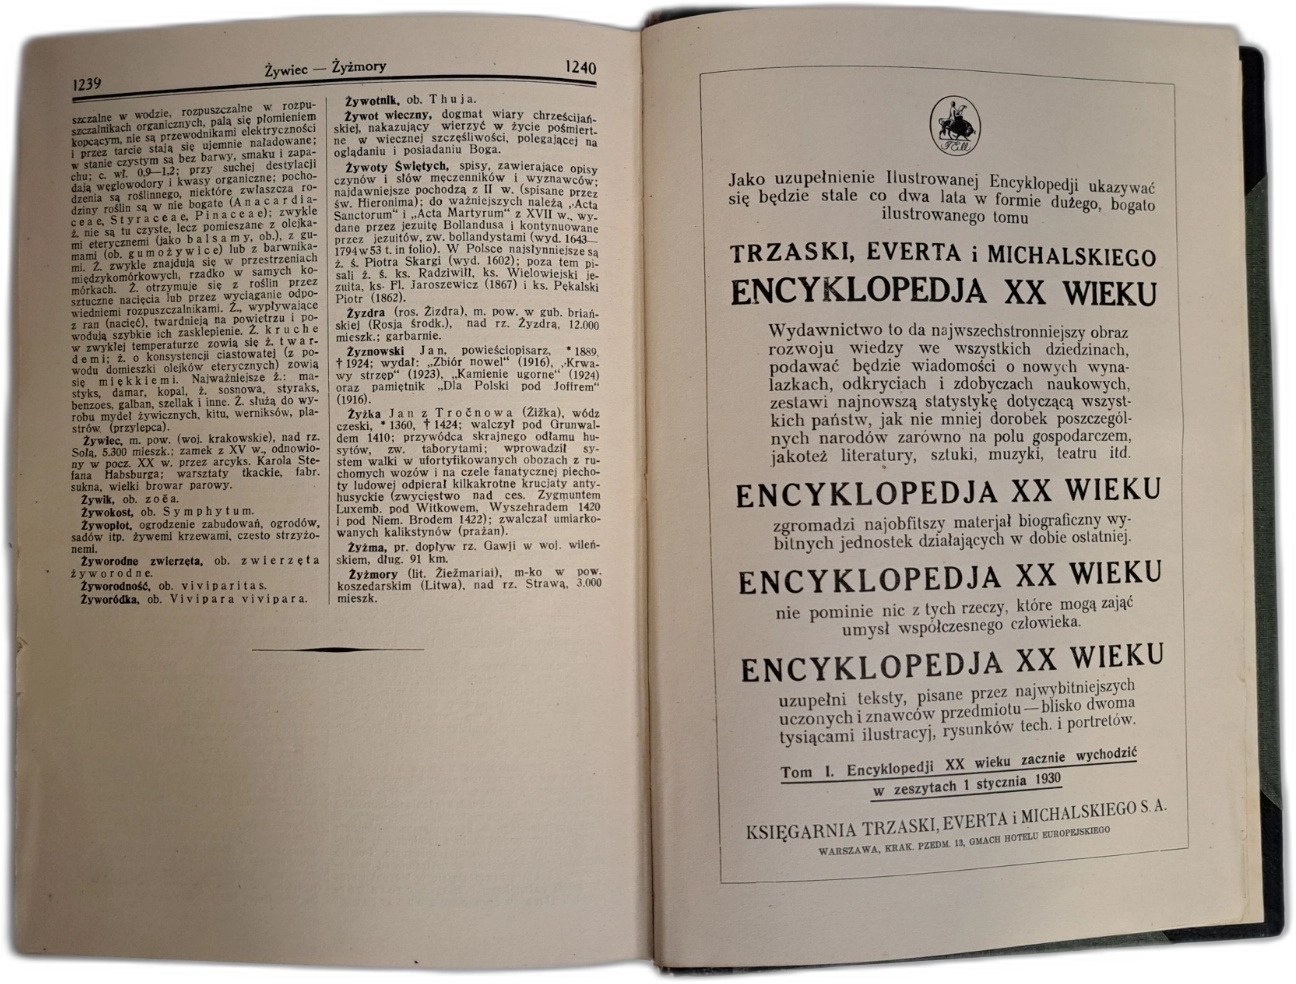 1239
Żywiec — Żyżmory
1240
szczalne w wodzie, rozpuszczalne w rozpu-
szczalnikach organicznych, palą się płomieniem
kopcącym, nie są przewodnikami elektryczności
i przez tarcie stają się ujemnie naładowane;
w stanie czystym są bez barwy, smaku i zapa-
chu; c. wł. 0,9—1,2; przy suchej destylacji
dają węglowodory i kwasy organiczne; pocho-
dzenia są roślinnego, niektóre zwłaszcza ro-
dziny roślin są w nie bogate (Anacardia-
ceae, Styraceae, Pinaceae); zwykle
ż. nie są tu czyste, lecz pomieszane z olejka-
mi eterycznemi (jako balsamy, ob.), z gu-
mami (ob. gumożywice) lub z barwnika-
mi. Ż. zwykle znajdują się w przestrzeniach
międzykomórkowych, rzadko w samych ko-
mórkach. Ż. otrzymuje się z roślin przez
sztuczne nacięcia lub przez wyciąganie odpo-
wiedniemi rozpuszczalnikami. Ż., wypływające
z ran (nacięć), twardnieją na powietrzu i po-
wodują szybkie ich zasklepienie. Ż. kruche
w zwykłej temperaturze zowią się ż. twar-
demi; ż. o konsystencji ciastowatej (z po-
wodu domieszki olejków eterycznych) zowią
się miękkiemi. Najważniejsze ż.: ma-
styks, damar, kopal, ż. sosnowa, styraks,
benzoes, galban, szellak i inne. Ż. służą do wy-
robu mydeł żywicznych, kitu, werniksów, pla-
strów. (przylepca).
Żywiec, m. pow. (woj. krakowskie), nad rz.
Sołą, 5.300 mieszk.; zamek z XV w., odnowio-
ny w pocz. XX w. przez arcyks. Karola Ste-
fana Habsburga; warsztaty tkackie, fabr.
sukna, wielki browar parowy.
Żywik, ob. zoëa.
Żywokost, ob. Symphytum.
Żywopłot, ogrodzenie zabudowań, ogrodów,
sadów itp. żywemi krzewami, często strzyżo-
nemi.
Żyworodne zwierzęta, ob. zwierzęta
żyworodne.
Żyworodność, ob. viviparitas.
Żyworódka, ob. Vivipara vivipara.
Żywotnik, ob. Thuja.
Żywot wieczny, dogmat wiary chrześcijań-
skiej, nakazujący wierzyć w życie pośmiert-
ne w wiecznej szczęśliwości, polegającej na
oglądaniu i posiadaniu Boga.
Żywoty Świętych, spisy, zawierające opisy
czynów i słów męczenników i wyznawców;
najdawniejsze pochodzą z II w. (spisane przez
św. Hieronima); do ważniejszych należą „Acta
Sanctorum" i „Acta Martyrum" z XVII w., wy-
dane przez jezuitę Bollandusa i kontynuowane
przez jezuitów, zw. bollandystami (wyd. 1643—
1794 w 53 t. in folio). W Polsce najsłynniejsze są
ż. ś. Piotra Skargi (wyd. 1602); poza tem pi-
sali ż. ś. ks. Radziwiłł, ks. Wielowiejski je-
zuita, ks. Fl. Jaroszewicz (1867) i ks. Pękalski
Piotr (1862).
Żyzdra (ros. Żizdra), m. pow. w gub. briań-
skiej (Rosja środk.), nad rz. Żyzdrą, 12.000
mieszk.; garbarnie.
Żyznowski Jan, powieściopisarz, *1889,
†1924; wydał: „Zbiór nowel" (1916), „Krwa-
wy strzęp" (1923), „Kamienie ugorne" (1924)
oraz pamiętnik „Dla Polski pod Joffrem"
(1916).
Żyżka Jan z Tročnowa (Žižka), wódz
czeski, *1360, †1424; walczył pod Grunwal-
dem 1410; przywódca skrajnego odłamu hu-
sytów, zw. taborytami; wprowadził sy-
stem walki w ufortyfikowanych obozach z ru-
chomych wozów i na czele fanatycznej piecho-
ty ludowej odpierał kilkakrotne krucjaty anty-
husyckie (zwycięstwo nad ces. Zygmuntem
Luxemb. pod Witkowem, Wyszehradem 1420
i pod Niem. Brodem 1422); zwalczał umiarko-
wanych kalikstynów (prażan).
Żyżma, pr. dopływ rz. Gawji w woj. wileń-
skiem, dług. 91 km.
Żyżmory (lit. Žiežmariai), m-ko w pow.
koszedarskim (Litwa), nad rz. Strawą, 3.000
mieszk.
T.E.M.
Jako uzupełnienie Ilustrowanej Encyklopedji ukazywać
się będzie stale co dwa lata w formie dużego, bogato
ilustrowanego tomu
TRZASKI, EVERTA i MICHALSKIEGO
ENCYKLOPEDJA XX WIEKU
Wydawnictwo to da najwszechstronniejszy obraz
rozwoju wiedzy we wszystkich dziedzinach,
podawać będzie wiadomości o nowych wyna-
lazkach, odkryciach i zdobyczach naukowych,
zestawi najnowszą statystykę dotyczącą wszyst-
kich państw, jak nie mniej dorobek poszczegól-
nych narodów zarówno na polu gospodarczem,
jakoteż literatury, sztuki, muzyki, teatru itd.
ENCYKLOPEDJA XX WIEKU
zgromadzi najobfitszy materjał biograficzny wy-
bitnych jednostek działających w dobie ostatniej.
ENCYKLOPEDJA XX WIEKU
nie pominie nic z tych rzeczy, które mogą zająć
umysł współczesnego człowieka.
ENCYKLOPEDJA XX WIEKU
uzupełni teksty, pisane przez najwybitniejszych
uczonych i znawców przedmiotu—blisko dwoma
tysiącami ilustracyj, rysunków tech. i portretów.
Tom I. Encyklopedji XX wieku zacznie wychodzić
w zeszytach 1 stycznia 1930
KSIĘGARNIA TRZASKI, EVERTA i MICHALSKIEGO S. A.
WARSZAWA, KRAK. PZEDM. 13, GMACH HOTELU EUROPEJSKIEGO